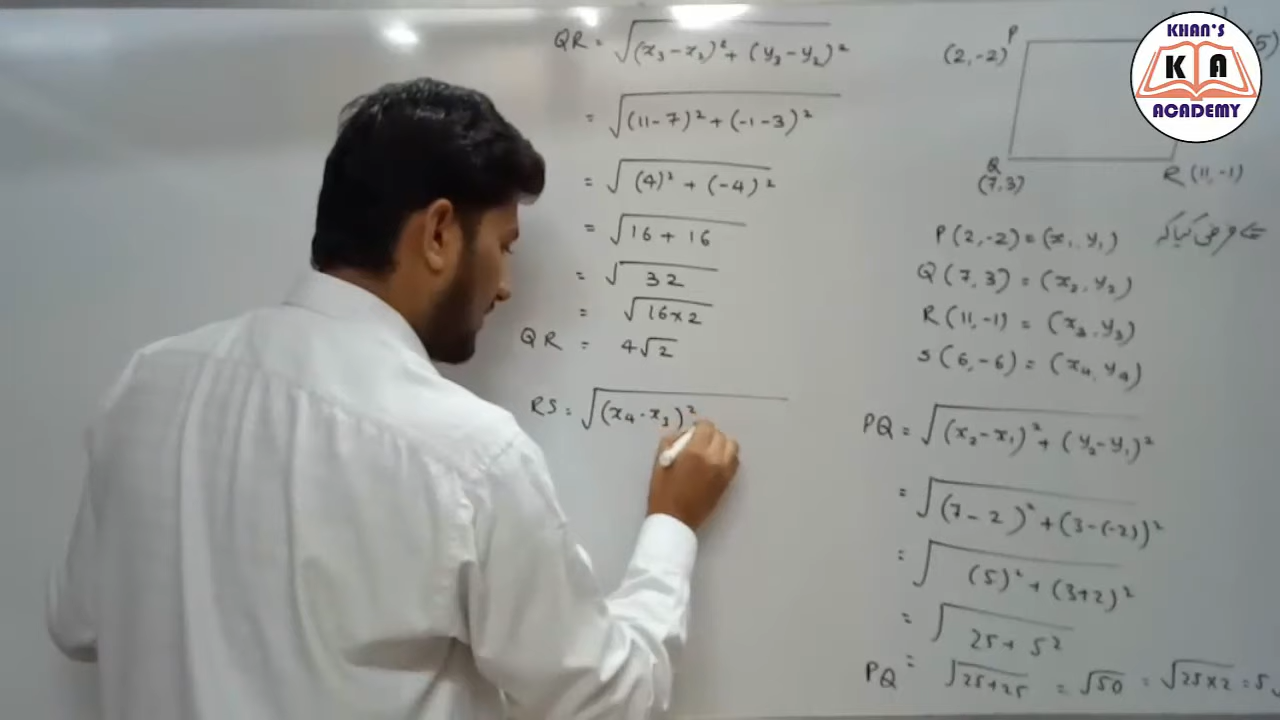 QR = √(x₃-x₂)²+(y₃-y₂)²
= √(11-7)²+(-1-3)²
= √(4)²+(-4)²
= √16+16
= √32
= √16×2
QR = 4√2
RS = √(x₄-x₃)²
P
(2,-2)
5)
Q
(7,3)
R(11,-1)
KHAN'S
K A
ACADEMY
P(2,-2)=(x₁,y₁)
Q(7,3)=(x₂,y₂)
R(11,-1)=(x₃,y₃)
S(6,-6)=(x₄,y₄)
PQ = √(x₂-x₁)²+(y₂-y₁)²
= √(7-2)²+(3-(-2))²
= √(5)²+(3+2)²
= √25+5²
PQ = √25+25 = √50 = √25×2 = 5√